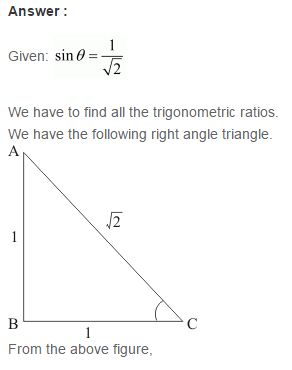 Answer :
Given: sin θ = 1/√2
We have to find all the trigonometric ratios.
We have the following right angle triangle.
A
√2
1
B
C
1
From the above figure,